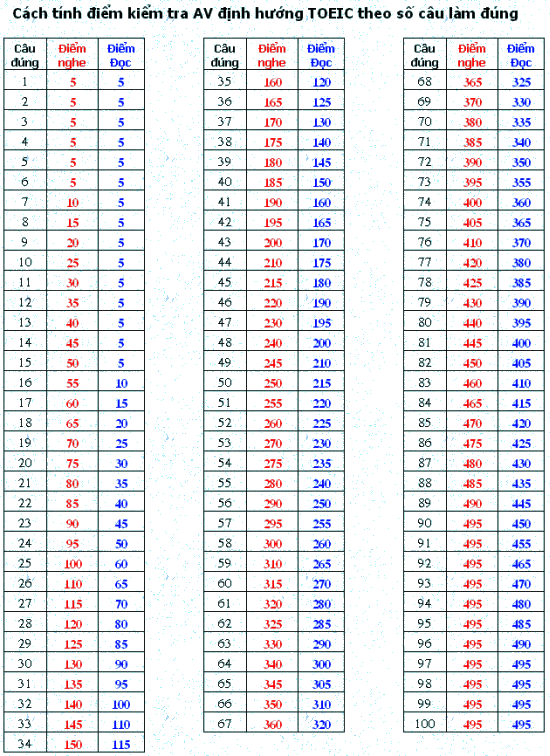 Cách tính điểm kiểm tra AV định hướng TOEIC theo số câu làm đúng
Câu Điểm Điểm
đúng nghe Đọc
1 5 5
2 5 5
3 5 5
4 5 5
5 5 5
6 5 5
7 10 5
8 15 5
9 20 5
10 25 5
11 30 5
12 35 5
13 40 5
14 45 5
15 50 5
16 55 10
17 60 15
18 65 20
19 70 25
20 75 30
21 80 35
22 85 40
23 90 45
24 95 50
25 100 60
26 110 65
27 115 70
28 120 80
29 125 85
30 130 90
31 135 95
32 140 100
33 145 110
34 150 115
Câu Điểm Điểm
đúng nghe Đọc
35 160 120
36 165 125
37 170 130
38 175 140
39 180 145
40 185 150
41 190 160
42 195 165
43 200 170
44 210 175
45 215 180
46 220 190
47 230 195
48 240 200
49 245 210
50 250 215
51 255 220
52 260 225
53 270 230
54 275 235
55 280 240
56 290 250
57 295 255
58 300 260
59 310 265
60 315 270
61 320 280
62 325 285
63 330 290
64 340 300
65 345 305
66 350 310
67 360 320
Câu Điểm Điểm
đúng nghe Đọc
68 365 325
69 370 330
70 380 335
71 385 340
72 390 350
73 395 355
74 400 360
75 405 365
76 410 370
77 420 380
78 425 385
79 430 390
80 440 395
81 445 400
82 450 405
83 460 410
84 465 415
85 470 420
86 475 425
87 480 430
88 485 435
89 490 445
90 495 450
91 495 455
92 495 465
93 495 470
94 495 480
95 495 485
96 495 490
97 495 495
98 495 495
99 495 495
100 495 495